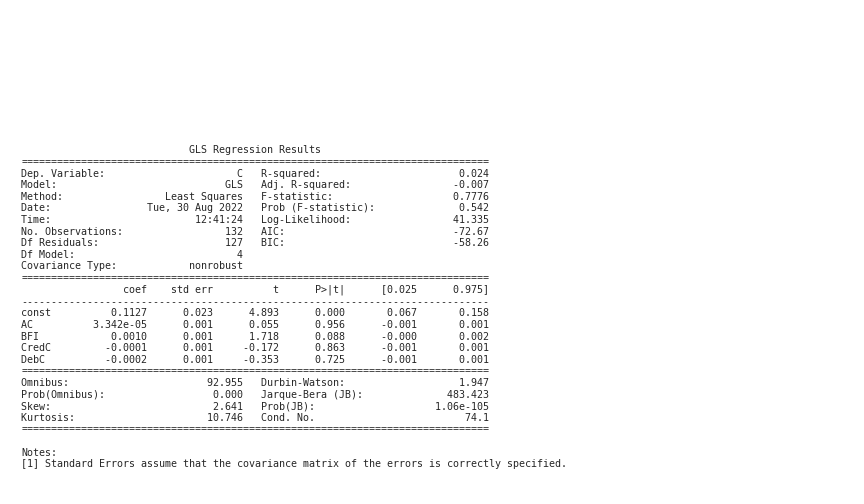 GLS Regression Results
==============================================================================
Dep. Variable:                      C   R-squared:                       0.024
Model:                            GLS   Adj. R-squared:                 -0.007
Method:                 Least Squares   F-statistic:                    0.7776
Date:                Tue, 30 Aug 2022   Prob (F-statistic):              0.542
Time:                        12:41:24   Log-Likelihood:                 41.335
No. Observations:                 132   AIC:                            -72.67
Df Residuals:                     127   BIC:                            -58.26
Df Model:                           4
Covariance Type:            nonrobust
==============================================================================
                 coef    std err          t      P>|t|      [0.025      0.975]
------------------------------------------------------------------------------
const          0.1127      0.023      4.893      0.000       0.067       0.158
AC          3.342e-05      0.001      0.055      0.956      -0.001       0.001
BFI            0.0010      0.001      1.718      0.088      -0.000       0.002
CredC         -0.0001      0.001     -0.172      0.863      -0.001       0.001
DebC          -0.0002      0.001     -0.353      0.725      -0.001       0.001
==============================================================================
Omnibus:                       92.955   Durbin-Watson:                   1.947
Prob(Omnibus):                  0.000   Jarque-Bera (JB):              483.423
Skew:                           2.641   Prob(JB):                    1.06e-105
Kurtosis:                      10.746   Cond. No.                         74.1
==============================================================================
Notes:
[1] Standard Errors assume that the covariance matrix of the errors is correctly specified.